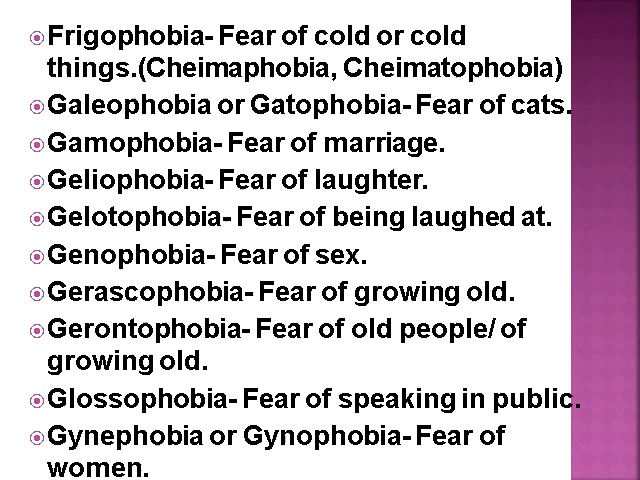 Frigophobia- Fear of cold or cold
things.(Cheimaphobia, Cheimatophobia)
Galeophobia or Gatophobia- Fear of cats.
Gamophobia- Fear of marriage.
Geliophobia- Fear of laughter.
Gelotophobia- Fear of being laughed at.
Genophobia- Fear of sex.
Gerascophobia- Fear of growing old.
Gerontophobia- Fear of old people/ of
growing old.
Glossophobia- Fear of speaking in public.
Gynephobia or Gynophobia- Fear of
women.